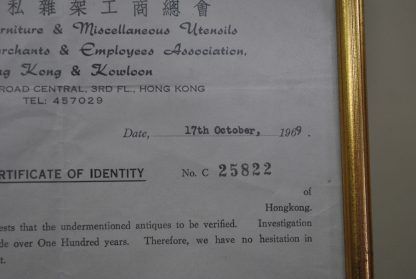 私雜架工商總會
rniture & Miscellaneous Utensils
rchants & Employees Association,
ng Kong & Kowloon
ROAD CENTRAL, 3RD FL., HONG KONG
TEL: 457029
Date, 17th October, 1969.
RTIFICATE OF IDENTITY No. C 25822
of
Hongkong.
ests that the undermentioned antiques to be verified. Investigation
de over One Hundred years. Therefore, we have no hesitation in
t.